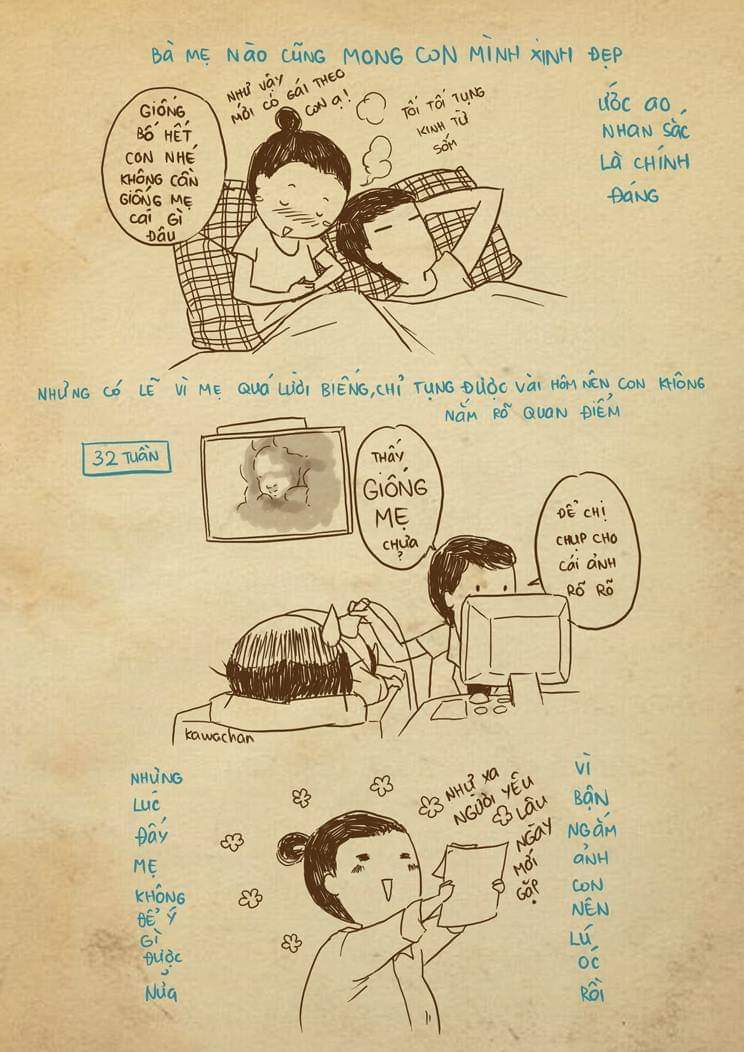 BÀ MẸ NÀO CŨNG MONG CON MÌNH XINH ĐẸP
ƯỚC AO
NHAN SẮC
LÀ CHÍNH
ĐÁNG
GIỐNG
BỐ HẾT
CON NHÉ
KHÔNG CẦN
GIỐNG MẸ
CÁI GÌ
ĐÂU
NHƯ VẬY
MỚI CÓ GÁI THEO
CON Ạ!
TỐI TỐI TỤNG
KINH TỪ
SỚM
NHƯNG CÓ LẼ VÌ MẸ QUÁ LƯỜI BIẾNG, CHỈ TỤNG ĐƯỢC VÀI HÔM NÊN CON KHÔNG
NẮM RÕ QUAN ĐIỂM
32 TUẦN
THẤY
GIỐNG
MẸ
CHƯA?
ĐỂ CHỊ
CHỤP CHO
CÁI ẢNH
RÕ RÕ
kawachan
NHƯNG
LÚC
ĐẤY
MẸ
KHÔNG
ĐỂ Ý
GÌ
ĐƯỢC
NỮA
NHƯ XA
NGƯỜI YÊU
LÂU
NGÀY
MỚI
GẶP
VÌ
BẬN
NGẮM
ẢNH
CON
NÊN
LÚ
ÓC
RỒI